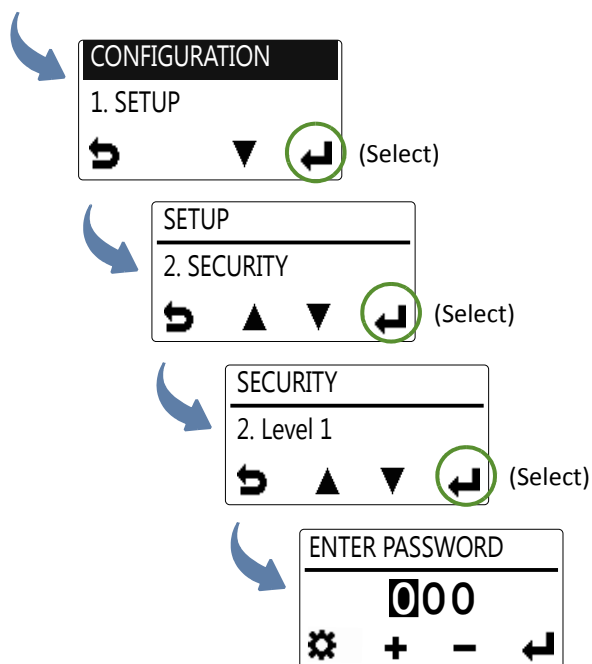 CONFIGURATION
1. SETUP
(Select)
SETUP
2. SECURITY
(Select)
SECURITY
2. Level 1
(Select)
ENTER PASSWORD
000
+ -